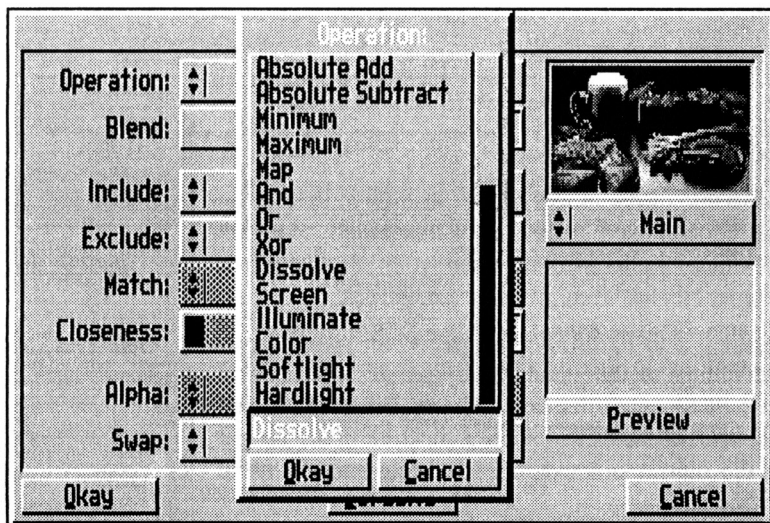 Operation:
Absolute Add
Absolute Subtract
Minimum
Maximum
Map
And
Or
Xor
Dissolve
Screen
Illuminate
Color
Softlight
Hardlight
Dissolve
Okay Cancel
Operation:
Blend:
Include:
Exclude:
Match:
Closeness:
Alpha:
Swap:
Main
Preview
Okay
Cancel